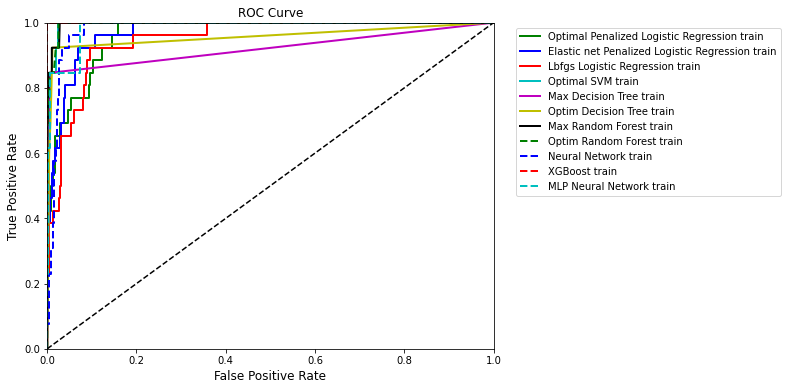 ROC Curve
True Positive Rate
1.0
0.8
0.6
0.4
0.2
0.0
0.0 0.2 0.4 0.6 0.8 1.0
False Positive Rate
Optimal Penalized Logistic Regression train
Elastic net Penalized Logistic Regression train
Lbfgs Logistic Regression train
Optimal SVM train
Max Decision Tree train
Optim Decision Tree train
Max Random Forest train
Optim Random Forest train
Neural Network train
XGBoost train
MLP Neural Network train